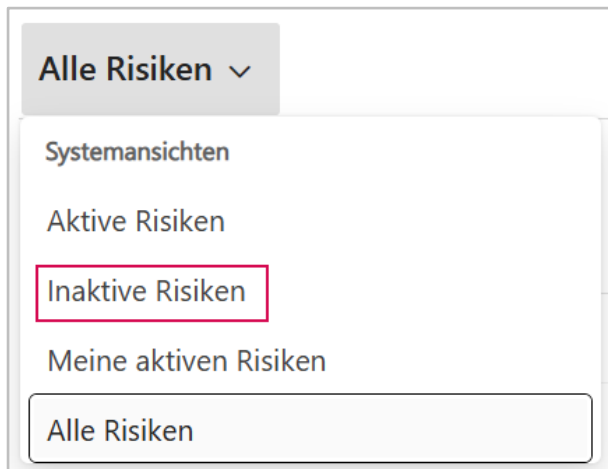 Alle Risiken
Systemansichten
Aktive Risiken
Inaktive Risiken
Meine aktiven Risiken
Alle Risiken